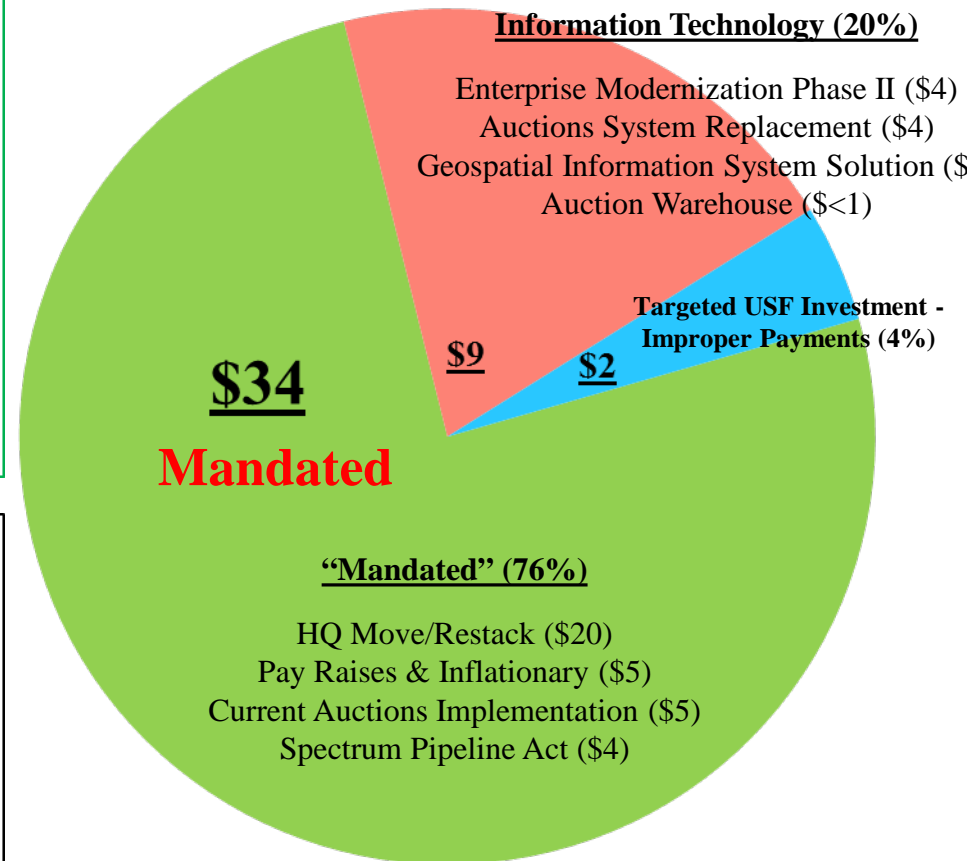 Information Technology (20%)
Enterprise Modernization Phase II ($4)
Auctions System Replacement ($4)
Geospatial Information System Solution ($
Auction Warehouse ($<1)
Targeted USF Investment -
Improper Payments (4%)
$9
$2
$34
Mandated
“Mandated” (76%)
HQ Move/Restack ($20)
Pay Raises & Inflationary ($5)
Current Auctions Implementation ($5)
Spectrum Pipeline Act ($4)